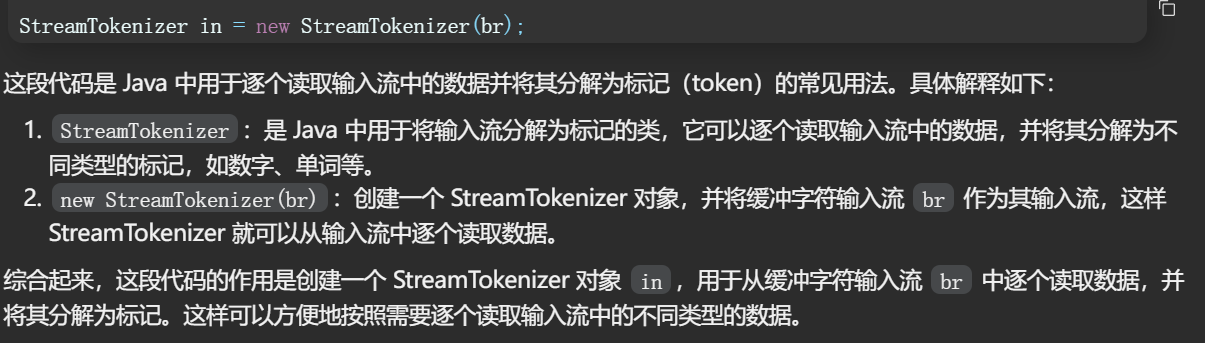 StreamTokenizer in = new StreamTokenizer(br);
这段代码是 Java 中用于逐个读取输入流中的数据并将其分解为标记（token）的常见用法。具体解释如下：
1. StreamTokenizer ：是 Java 中用于将输入流分解为标记的类，它可以逐个读取输入流中的数据，并将其分解为不
同类型的标记，如数字、单词等。
2. new StreamTokenizer(br) ：创建一个 StreamTokenizer 对象，并将缓冲字符输入流 br 作为其输入流，这样
StreamTokenizer 就可以从输入流中逐个读取数据。
综合起来，这段代码的作用是创建一个 StreamTokenizer 对象 in ，用于从缓冲字符输入流 br 中逐个读取数据，并
将其分解为标记。这样可以方便地按照需要逐个读取输入流中的不同类型的数据。